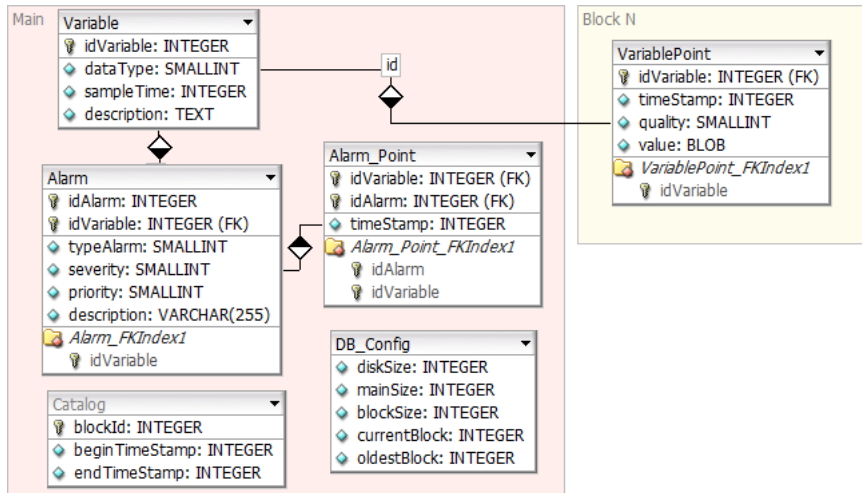 Main
Variable
idVariable: INTEGER
dataType: SMALLINT
sampleTime: INTEGER
description: TEXT
id
Block N
VariablePoint
idVariable: INTEGER (FK)
timeStamp: INTEGER
quality: SMALLINT
value: BLOB
VariablePoint_FKIndex1
idVariable
Alarm
idAlarm: INTEGER
idVariable: INTEGER (FK)
typeAlarm: SMALLINT
severity: SMALLINT
priority: SMALLINT
description: VARCHAR(255)
Alarm_FKIndex1
idVariable
Alarm_Point
idVariable: INTEGER (FK)
idAlarm: INTEGER (FK)
timeStamp: INTEGER
Alarm_Point_FKIndex1
idAlarm
idVariable
DB_Config
diskSize: INTEGER
mainSize: INTEGER
blockSize: INTEGER
currentBlock: INTEGER
oldestBlock: INTEGER
Catalog
blockId: INTEGER
beginTimeStamp: INTEGER
endTimeStamp: INTEGER